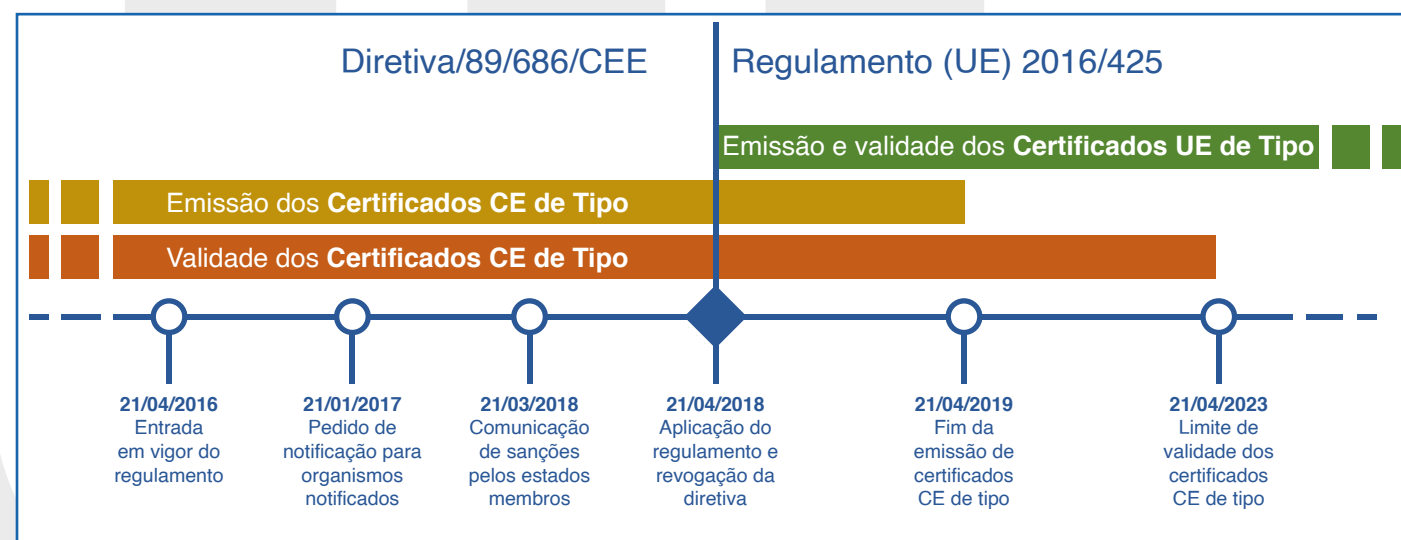 Diretiva/89/686/CEE
Regulamento (UE) 2016/425
Emissão e validade dos Certificados UE de Tipo
Emissão dos Certificados CE de Tipo
Validade dos Certificados CE de Tipo
21/04/2016
Entrada
em vigor do
regulamento
21/01/2017
Pedido de
notificação para
organismos
notificados
21/03/2018
Comunicação
de sanções
pelos estados
membros
21/04/2018
Aplicação do
regulamento e
revogação da
diretiva
21/04/2019
Fim da
emissão de
certificados
CE de tipo
21/04/2023
Limite de
validade dos
certificados
CE de tipo